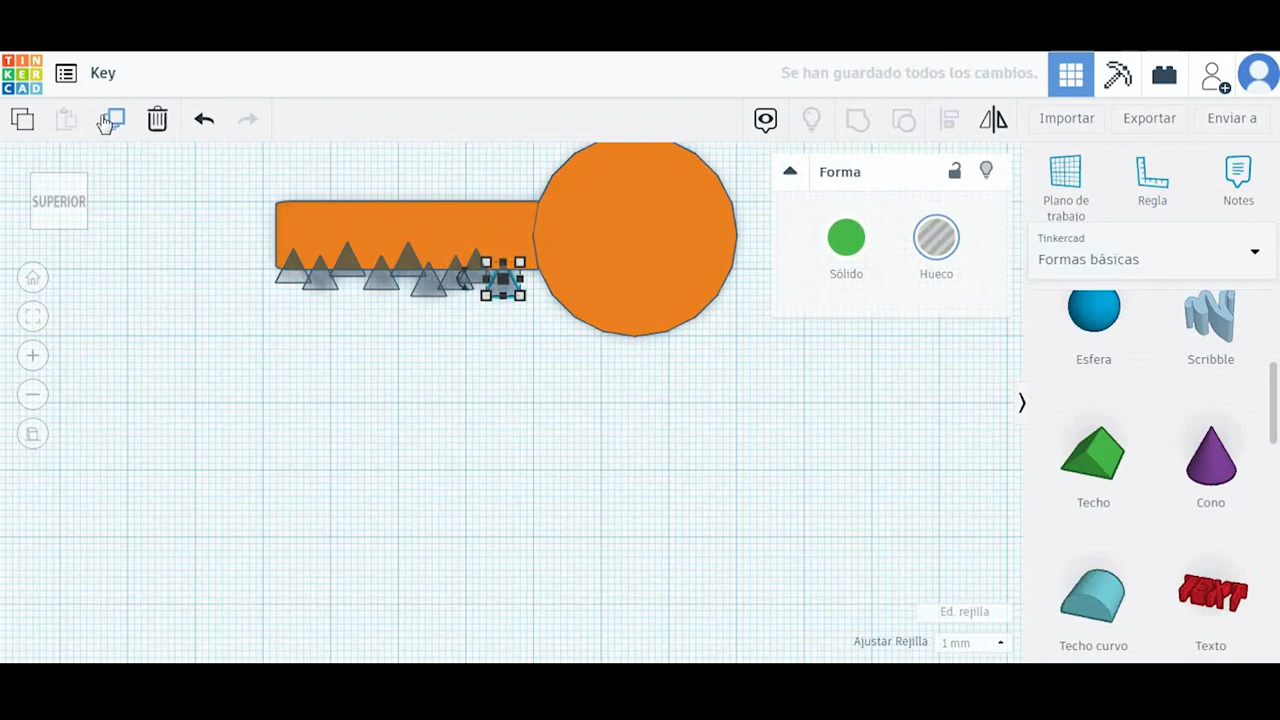 TIN
KER
CAD
Key
Se han guardado todos los cambios.
Importar
Exportar
Enviar a
SUPERIOR
Forma
Sólido
Hueco
Plano de
trabajo
Regla
Notes
Tinkercad
Formas básicas
Esfera
Scribble
Techo
Cono
TEXT
Techo curvo
Texto
Ed. rejilla
Ajustar Rejilla
1 mm